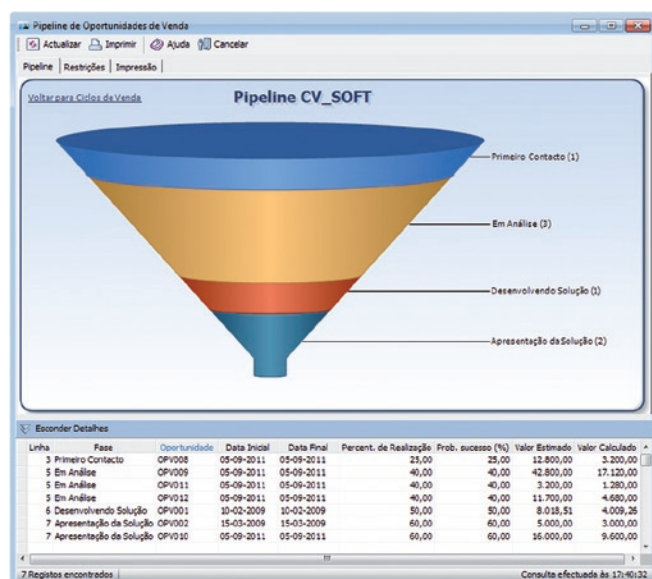 Pipeline de Oportunidades de Venda
Actualizar Imprimir Ajuda Cancelar
Pipeline Restrições Impressão
Voltar para Ciclos de Venda
Pipeline CV_SOFT
Primeiro Contacto (1)
Em Análise (3)
Desenvolvendo Solução (1)
Apresentação da Solução (2)
Esconder Detalhes
Linha Fase Oportunidade Data Inicial Data Final Percent. de Realização Prob. sucesso (%) Valor Estimado Valor Calculado
3 Primeiro Contacto OPV008 05-09-2011 05-09-2011 25,00 25,00 12.800,00 3.200,00
5 Em Análise OPV009 05-09-2011 05-09-2011 40,00 40,00 42.800,00 17.120,00
5 Em Análise OPV011 05-09-2011 05-09-2011 40,00 40,00 3.200,00 1.280,00
5 Em Análise OPV012 05-09-2011 05-09-2011 40,00 40,00 11.700,00 4.680,00
6 Desenvolvendo Solução OPV001 10-02-2009 10-02-2009 50,00 50,00 8.018,51 4.009,26
7 Apresentação da Solução OPV002 15-03-2009 15-03-2009 60,00 60,00 5.000,00 3.000,00
7 Apresentação da Solução OPV010 05-09-2011 05-09-2011 60,00 60,00 16.000,00 9.600,00
7 Registos encontrados Consulta efectuada às 17:40:32